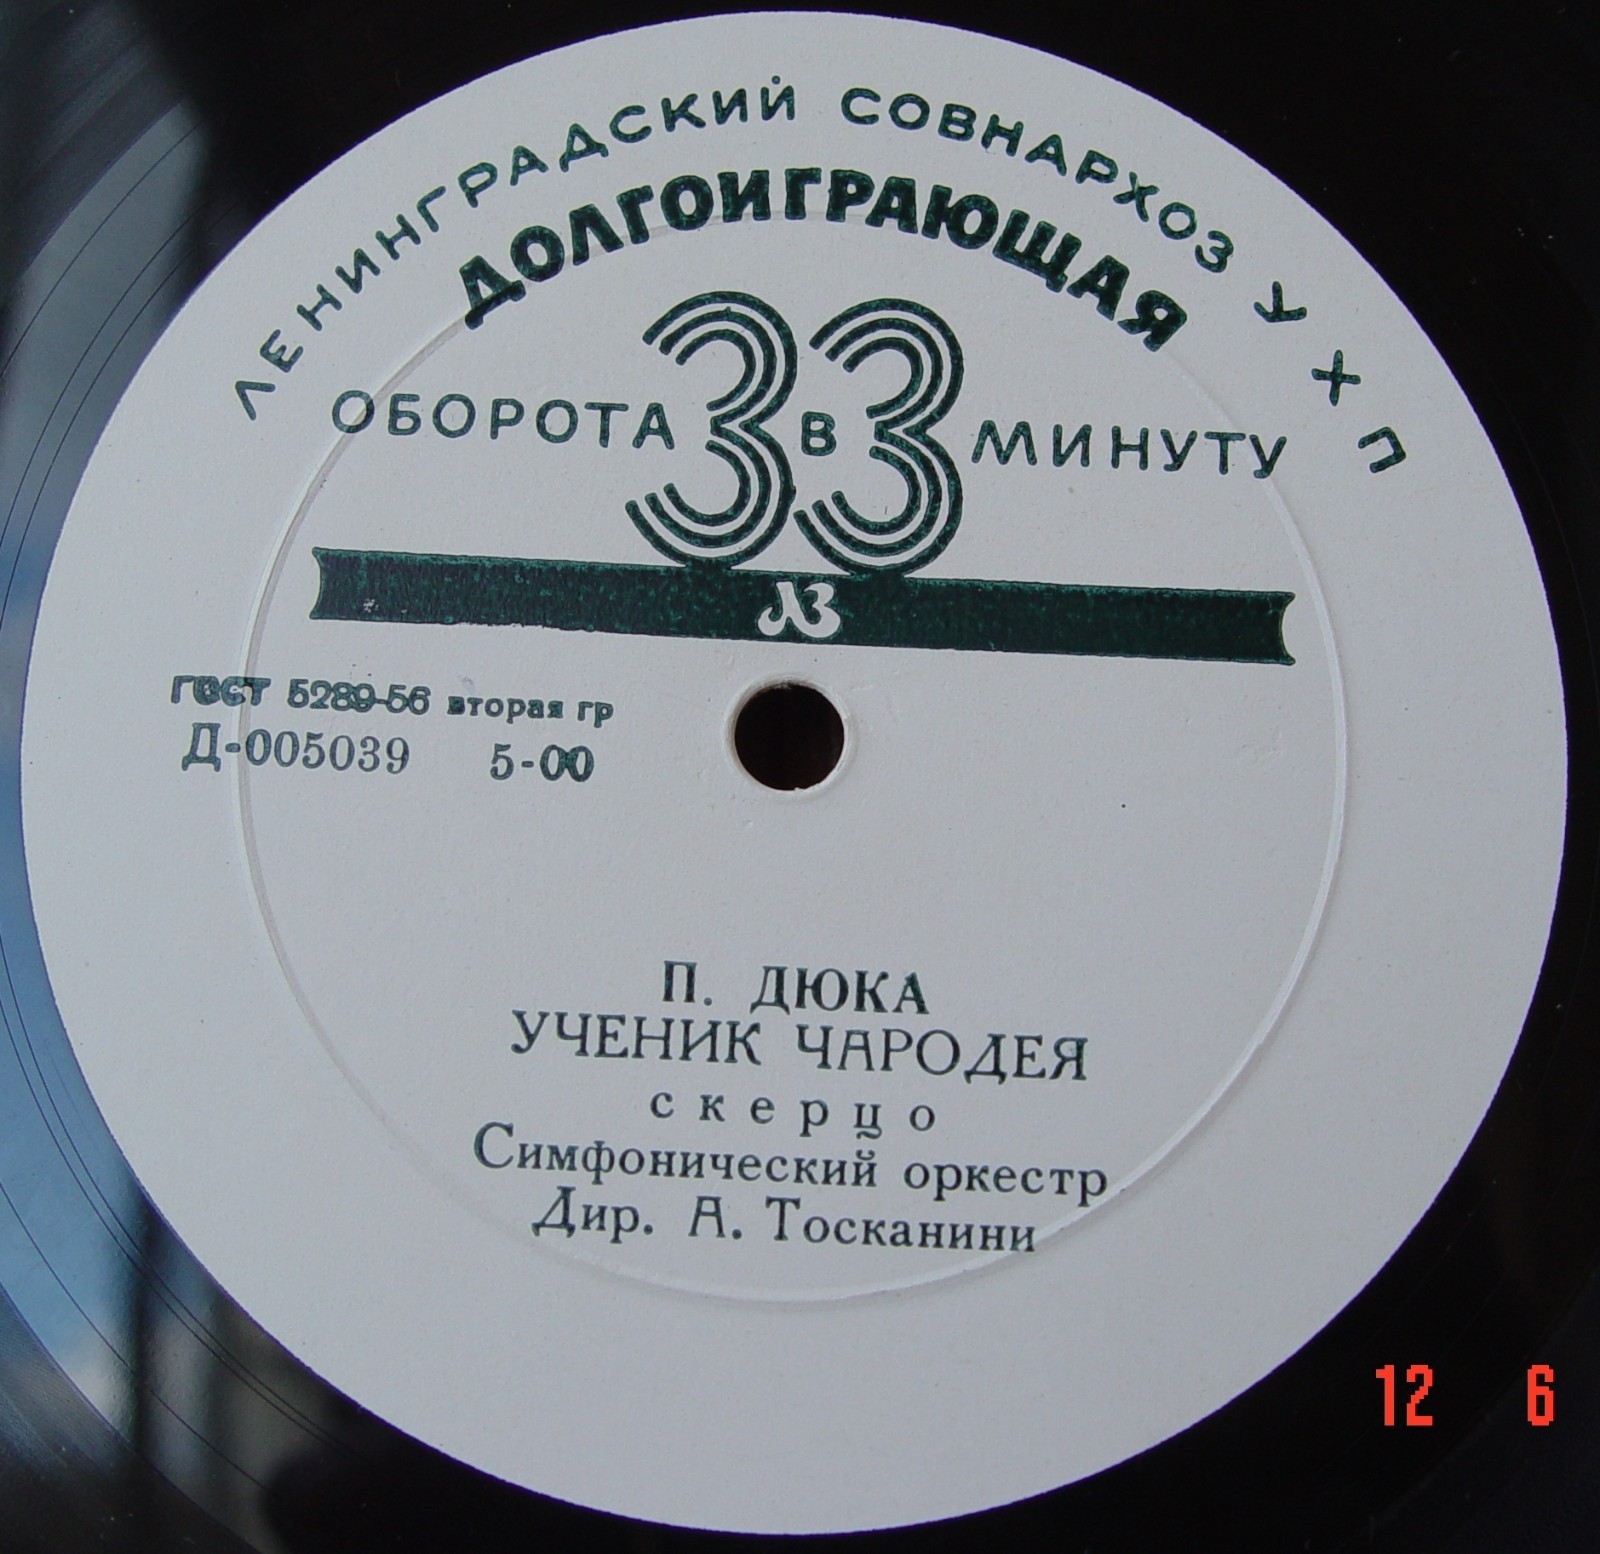 ЛЕНИНГРАДСКИЙ СОВНАРХОЗ У Х П
ДОЛГОИГРАЮЩАЯ
33
ОБОРОТА В МИНУТУ
ЛЗ
ГОСТ 5289-56 вторая гр
Д-005039 5-00
П. ДЮКА
УЧЕНИК ЧАРОДЕЯ
скерцо
Симфонический оркестр
Дир. А. Тосканини
12 6